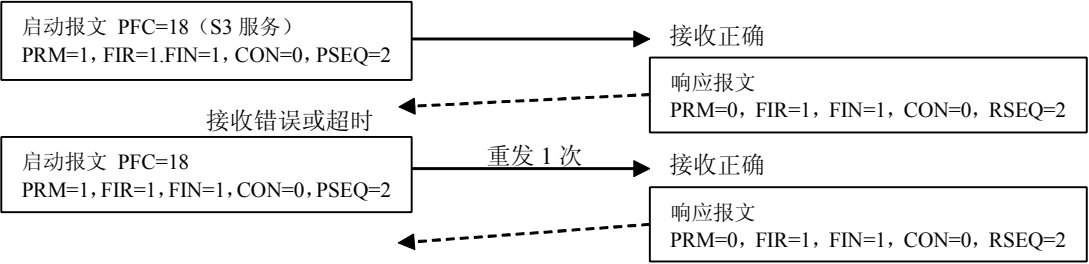 启动报文 PFC=18（S3 服务）
PRM=1，FIR=1.FIN=1，CON=0，PSEQ=2
接收正确
响应报文
PRM=0，FIR=1，FIN=1，CON=0，RSEQ=2
接收错误或超时
启动报文 PFC=18
PRM=1，FIR=1，FIN=1，CON=0，PSEQ=2
重发 1 次
接收正确
响应报文
PRM=0，FIR=1，FIN=1，CON=0，RSEQ=2